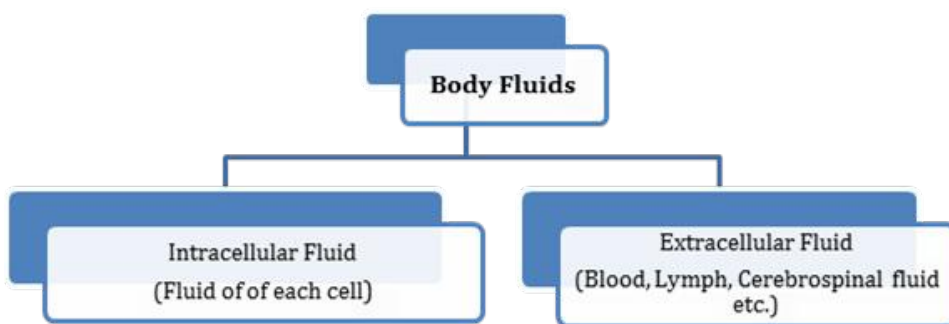 Body Fluids
Intracellular Fluid
(Fluid of of each cell)
Extracellular Fluid
(Blood, Lymph, Cerebrospinal fluid
etc.)